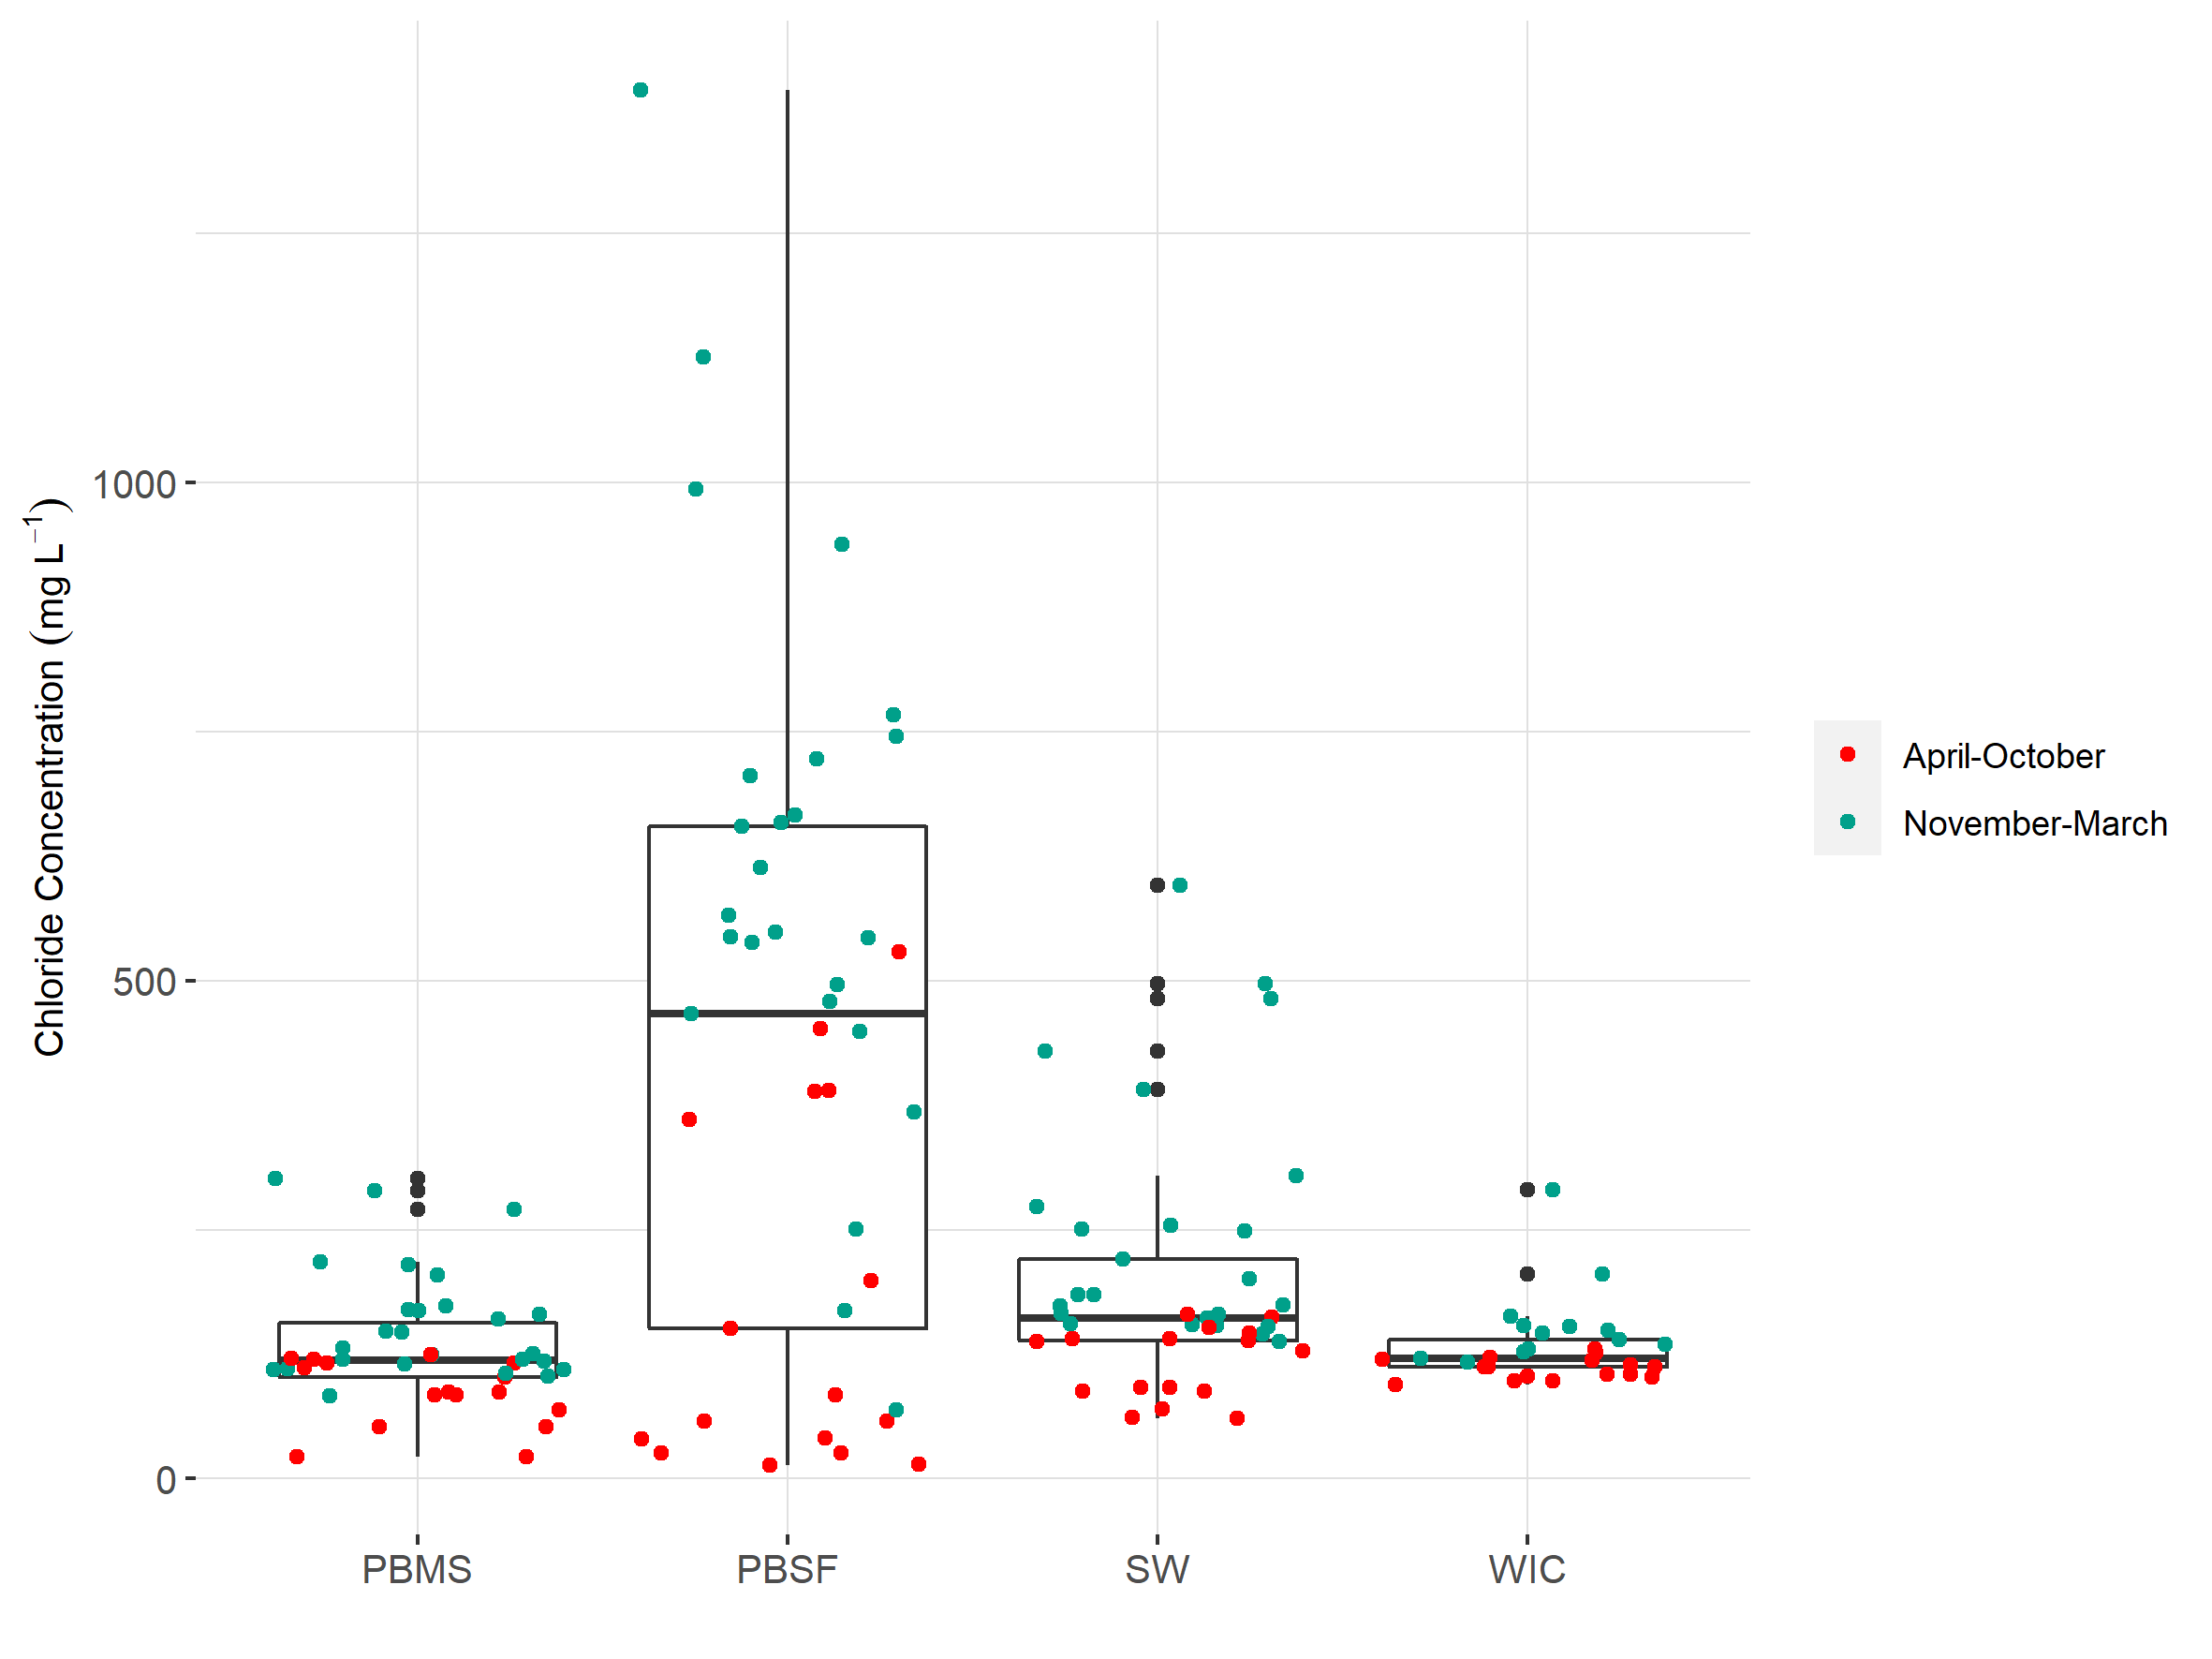 Chloride Concentration (mg L⁻¹)
1000
500
0
PBMS PBSF SW WIC
April-October
November-March